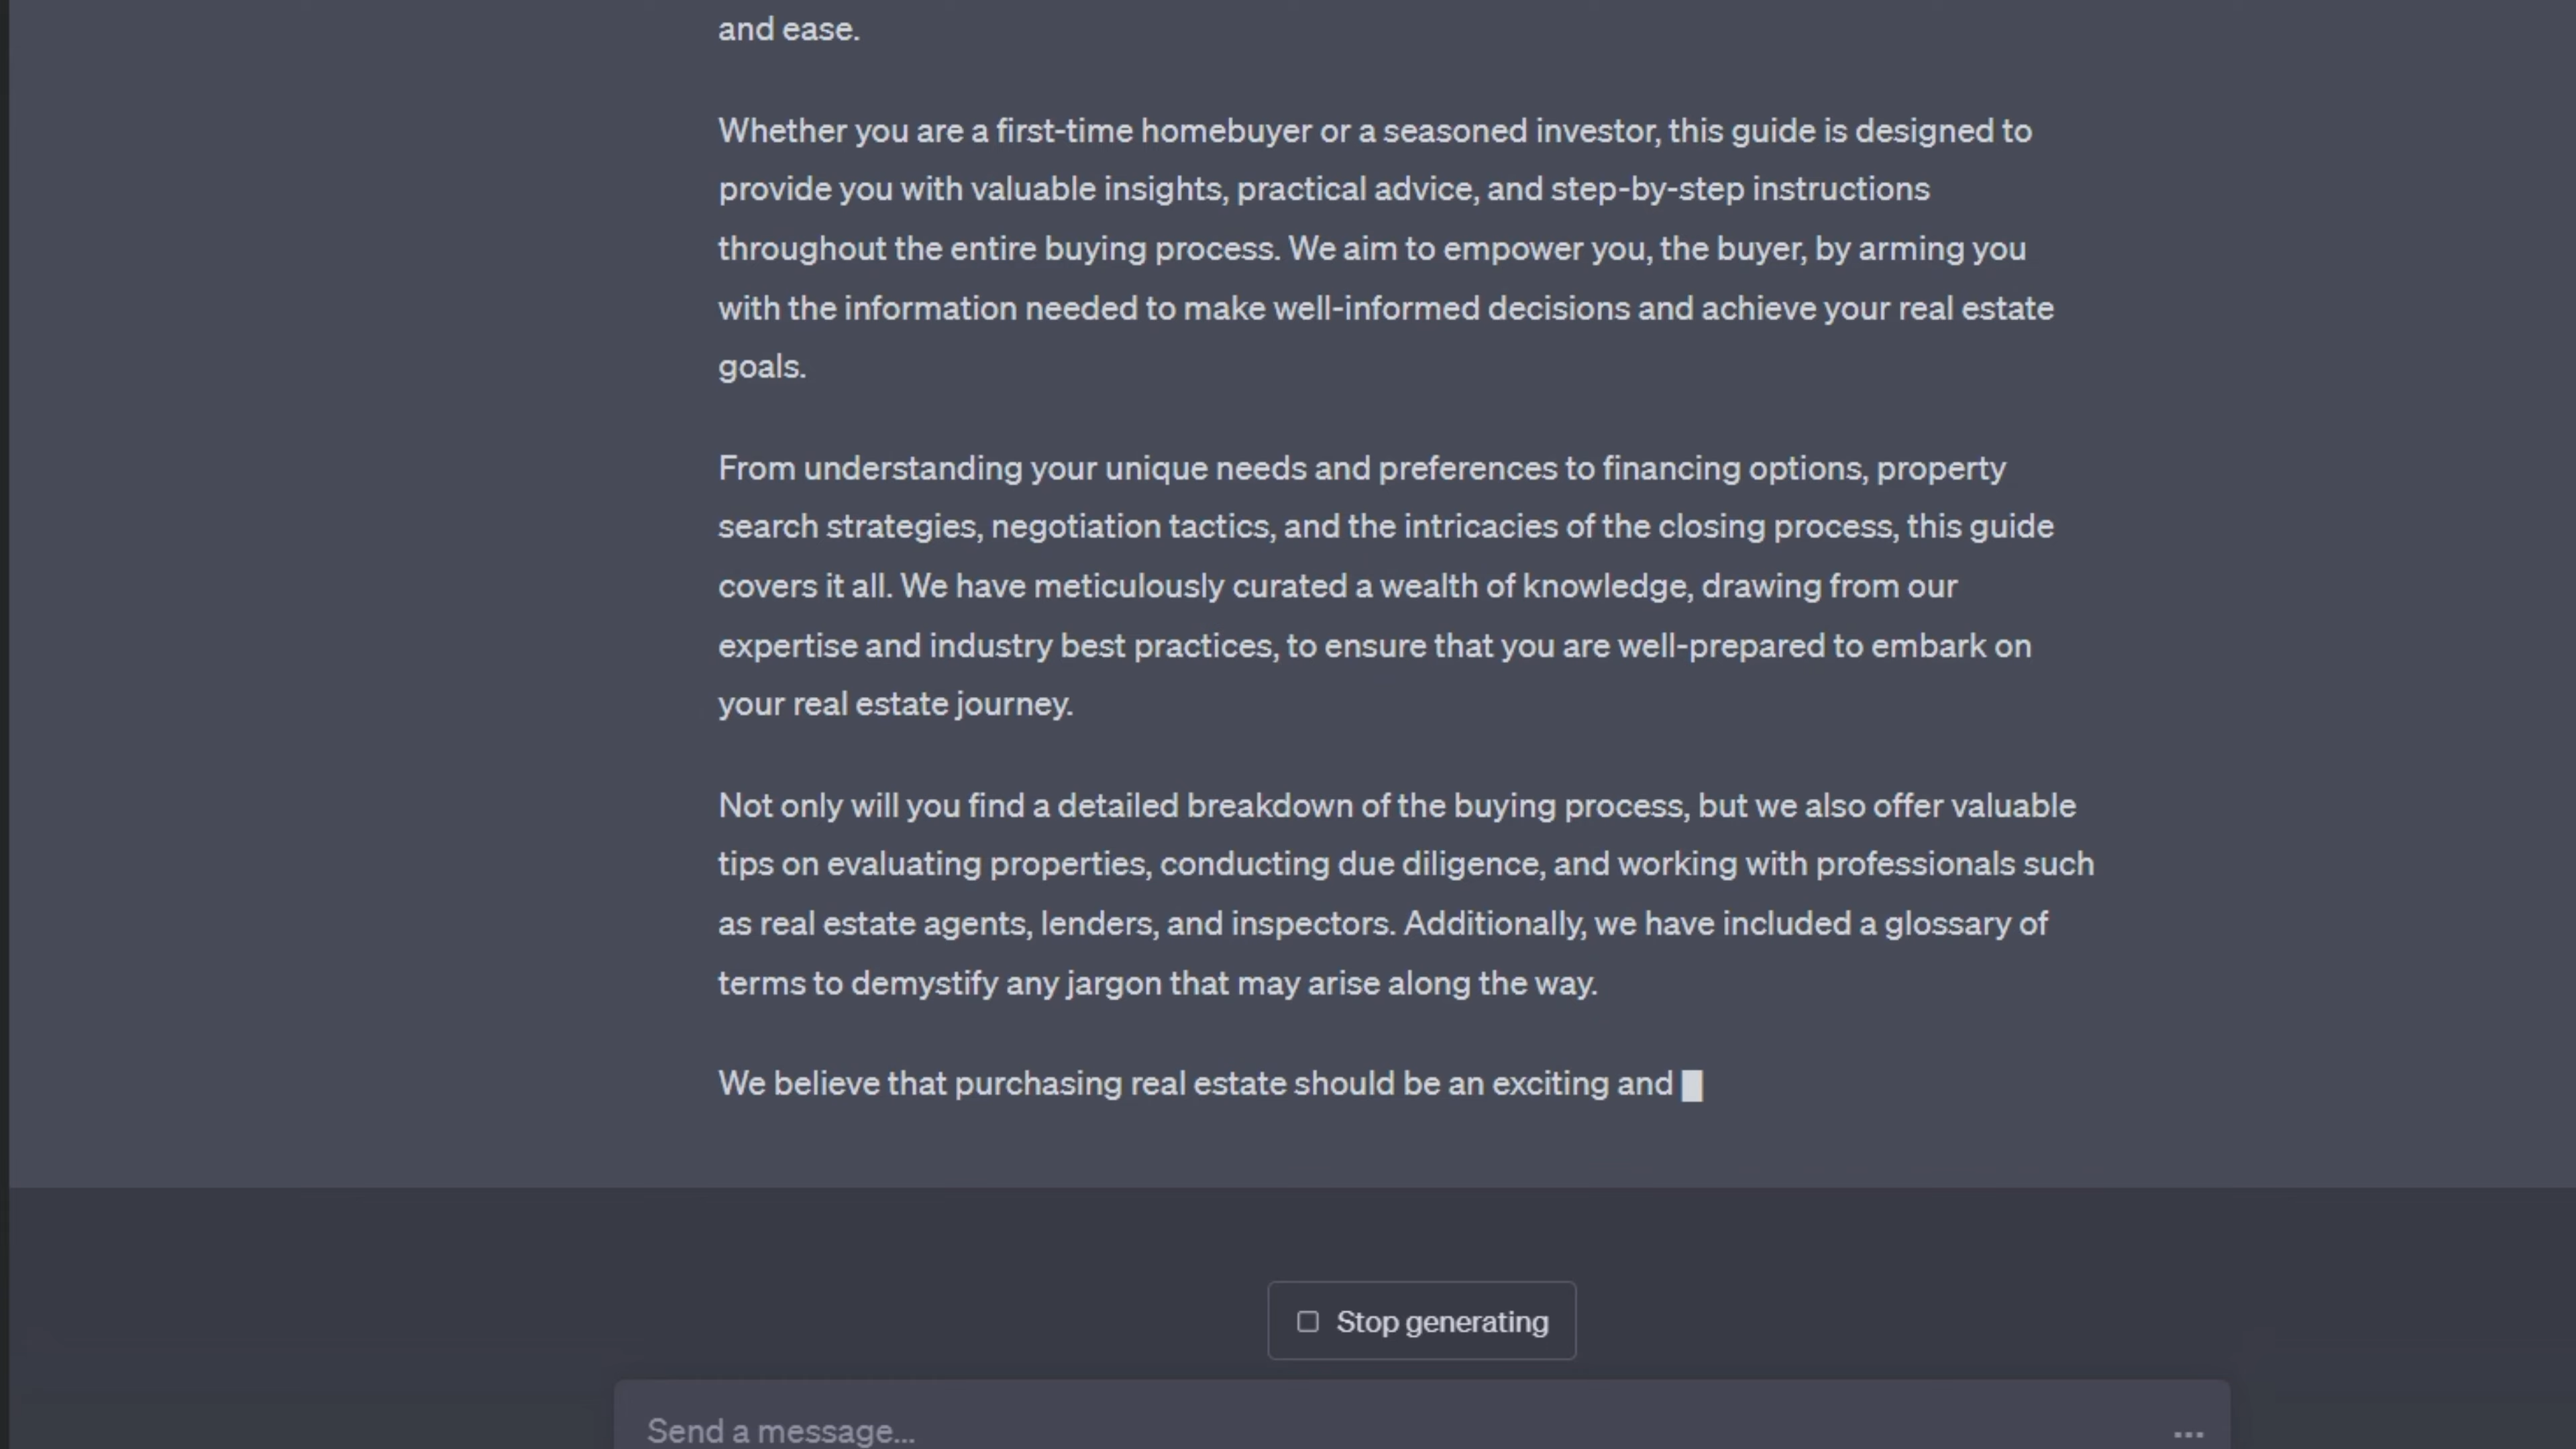 and ease.
Whether you are a first-time homebuyer or a seasoned investor, this guide is designed to
provide you with valuable insights, practical advice, and step-by-step instructions
throughout the entire buying process. We aim to empower you, the buyer, by arming you
with the information needed to make well-informed decisions and achieve your real estate
goals.
From understanding your unique needs and preferences to financing options, property
search strategies, negotiation tactics, and the intricacies of the closing process, this guide
covers it all. We have meticulously curated a wealth of knowledge, drawing from our
expertise and industry best practices, to ensure that you are well-prepared to embark on
your real estate journey.
Not only will you find a detailed breakdown of the buying process, but we also offer valuable
tips on evaluating properties, conducting due diligence, and working with professionals such
as real estate agents, lenders, and inspectors. Additionally, we have included a glossary of
terms to demystify any jargon that may arise along the way.
We believe that purchasing real estate should be an exciting and
Stop generating
Send a message...